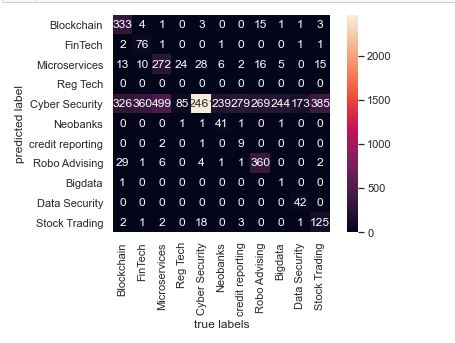 Blockchain 333 4 1 0 3 0 0 15 1 1 3
FinTech 2 76 1 0 0 1 0 0 0 1 1
Microservices 13 10 272 24 28 6 2 16 5 0 15
Reg Tech 0 0 0 0 0 0 0 0 0 0 0
Cyber Security 326 360 499 85 239 279 269 244 173 385
Neobanks 0 0 0 1 1 41 1 0 0 0 0
credit reporting 0 0 2 0 1 0 9 0 0 0 0
Robo Advising 29 1 6 0 4 1 1 360 0 0 2
Bigdata 1 0 0 0 0 0 0 0 1 0 0
Data Security 0 0 0 0 0 0 0 0 0 42 0
Stock Trading 2 1 2 0 18 0 3 0 0 1 125
predicted label
Blockchain
FinTech
Microservices
Reg Tech
Cyber Security
Neobanks
credit reporting
Robo Advising
Bigdata
Data Security
Stock Trading
true labels
2000
1500
1000
500
0